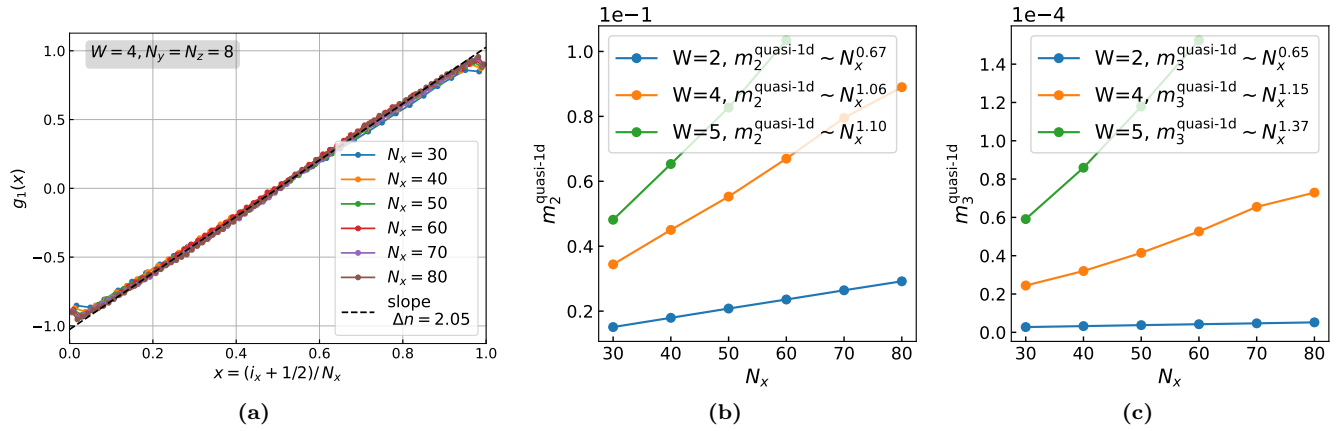 W = 4, N_y = N_z = 8
1.0
0.5
0.0
−0.5
−1.0
g_1(x)
N_x = 30
N_x = 40
N_x = 50
N_x = 60
N_x = 70
N_x = 80
slope
Δn = 2.05
0.0 0.2 0.4 0.6 0.8 1.0
x = (i_x + 1/2)/N_x
(a)
1e−1
W=2, m_2^{quasi-1d} ~ N_x^{0.67}
W=4, m_2^{quasi-1d} ~ N_x^{1.06}
W=5, m_2^{quasi-1d} ~ N_x^{1.10}
1.0
0.8
0.6
0.4
0.2
m_2^{quasi-1d}
30 40 50 60 70 80
N_x
(b)
1e−4
W=2, m_3^{quasi-1d} ~ N_x^{0.65}
W=4, m_3^{quasi-1d} ~ N_x^{1.15}
W=5, m_3^{quasi-1d} ~ N_x^{1.37}
1.4
1.2
1.0
0.8
0.6
0.4
0.2
0.0
m_3^{quasi-1d}
30 40 50 60 70 80
N_x
(c)